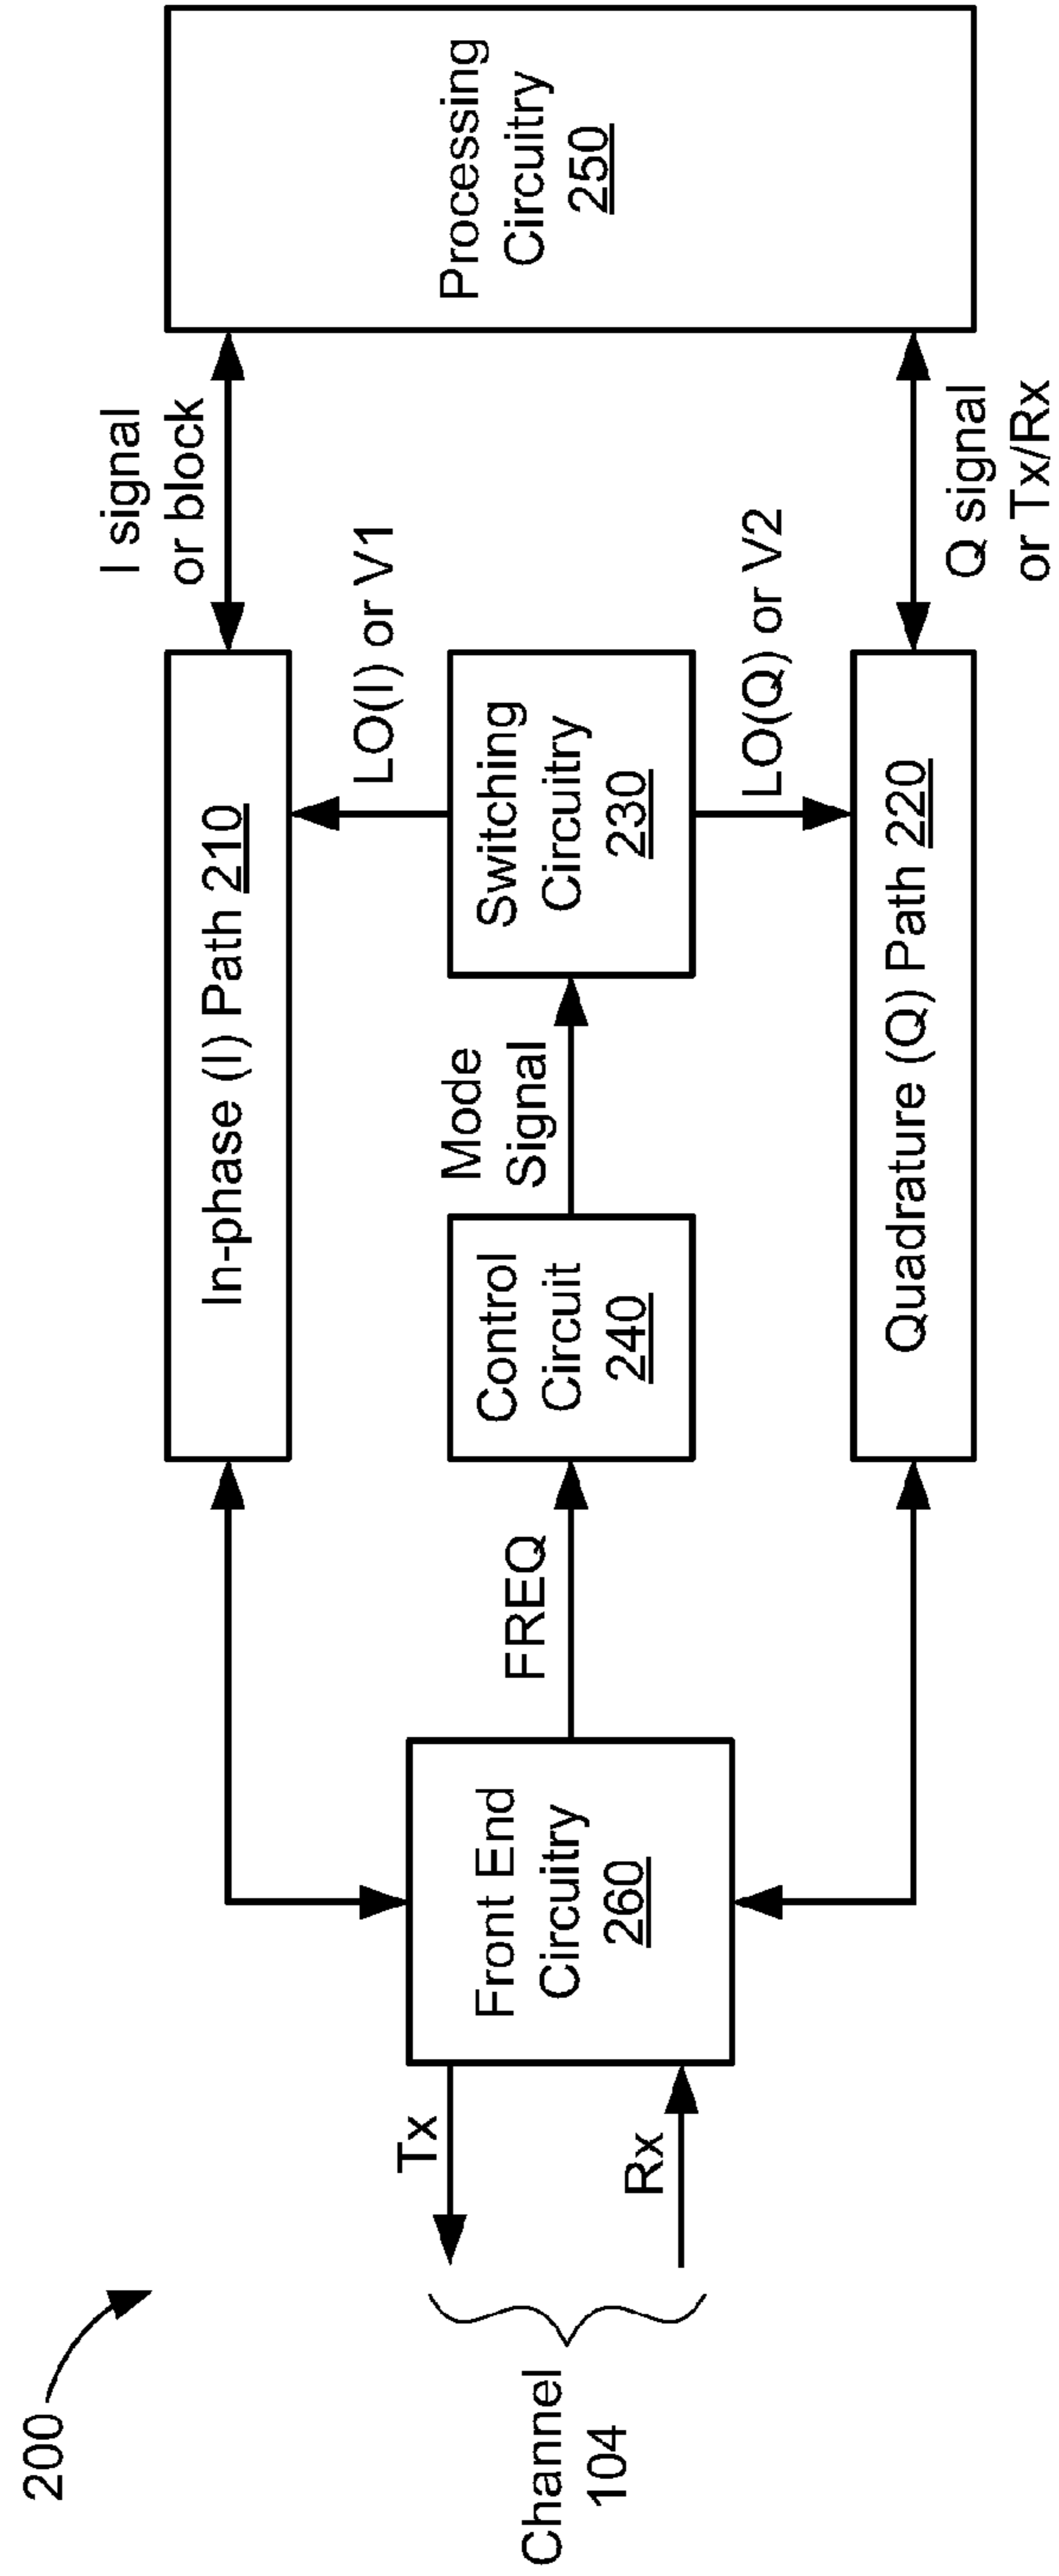 200
Channel
104
Tx
Rx
Front End
Circuitry
260
FREQ
In-phase (I) Path 210
Control
Circuit
240
Mode
Signal
Switching
Circuitry
230
LO(I) or V1
LO(Q) or V2
Quadrature (Q) Path 220
I signal
or block
Q signal
or Tx/Rx
Processing
Circuitry
250